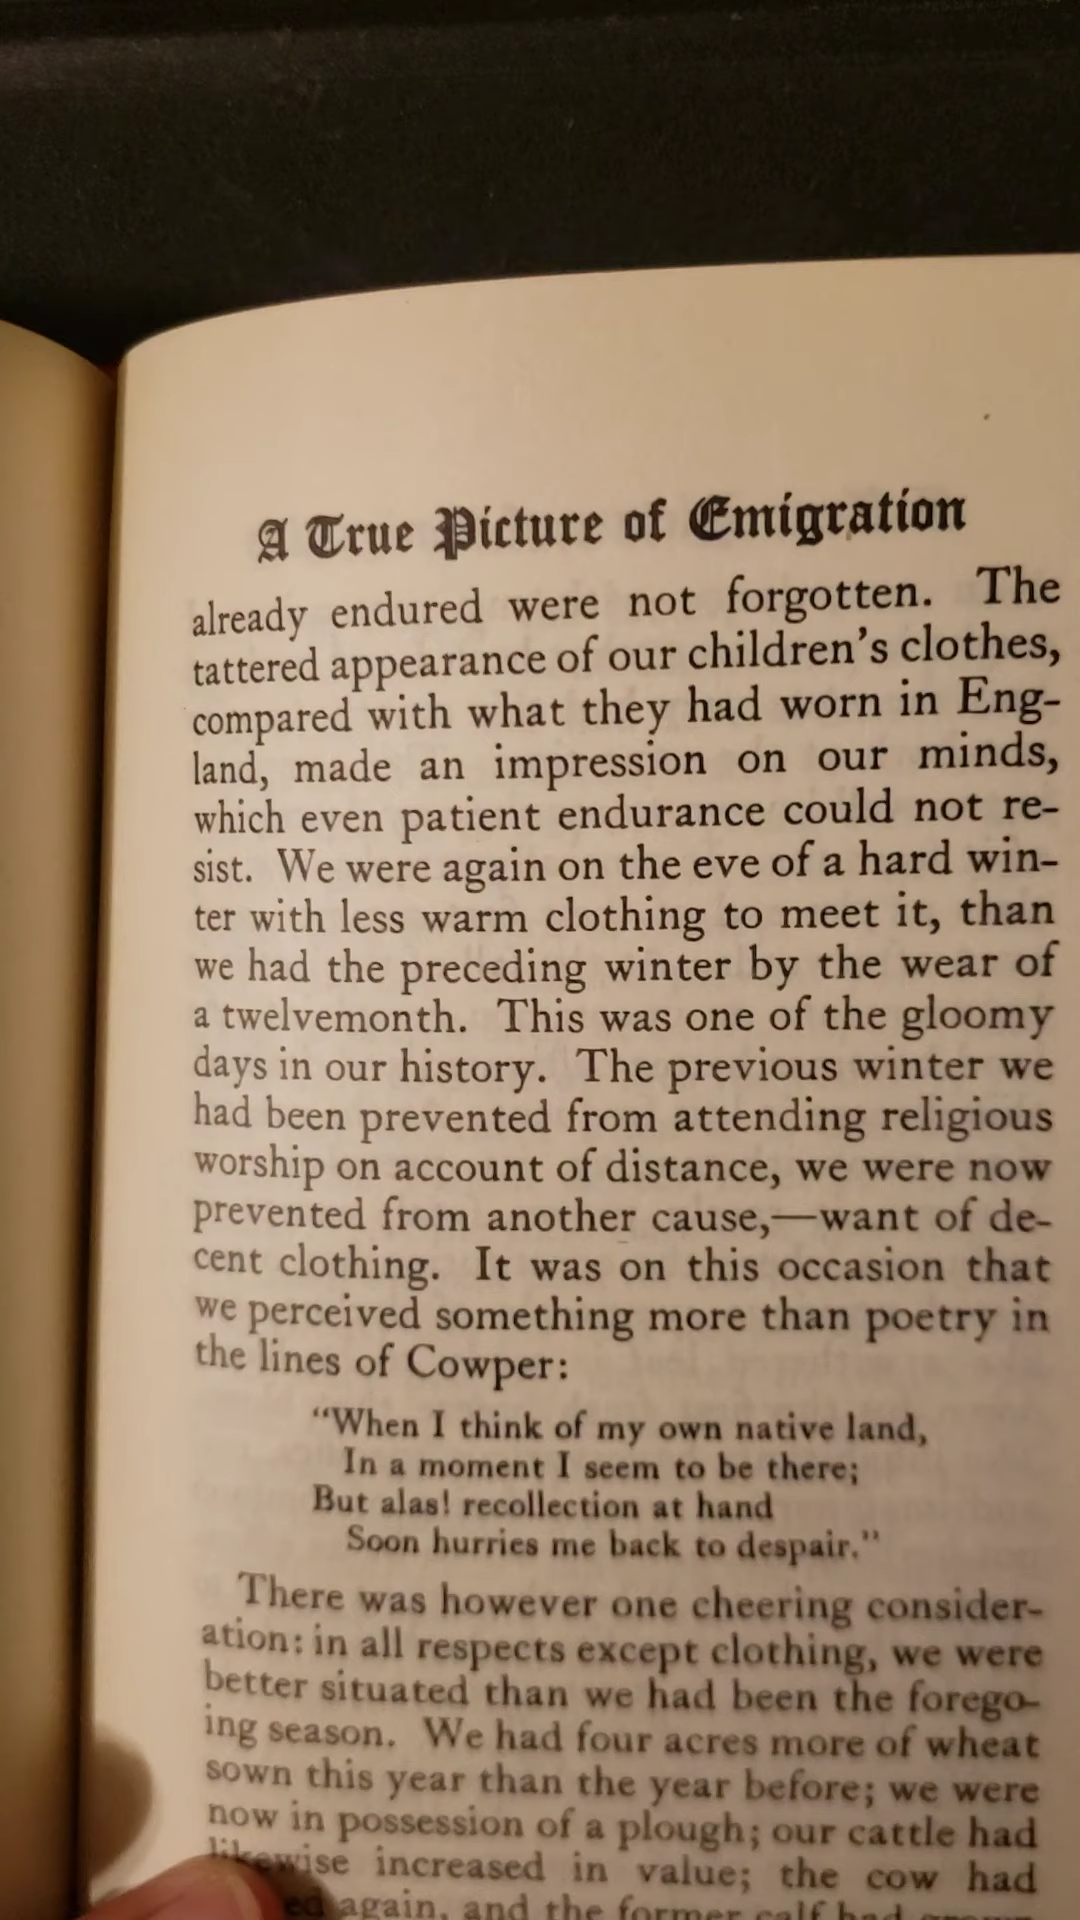 A True Picture of Emigration
already endured were not forgotten. The
tattered appearance of our children's clothes,
compared with what they had worn in Eng-
land, made an impression on our minds,
which even patient endurance could not re-
sist. We were again on the eve of a hard win-
ter with less warm clothing to meet it, than
we had the preceding winter by the wear of
a twelvemonth. This was one of the gloomy
days in our history. The previous winter we
had been prevented from attending religious
worship on account of distance, we were now
prevented from another cause,—want of de-
cent clothing. It was on this occasion that
we perceived something more than poetry in
the lines of Cowper:
“When I think of my own native land,
In a moment I seem to be there;
But alas! recollection at hand
Soon hurries me back to despair.”
There was however one cheering consider-
ation: in all respects except clothing, we were
better situated than we had been the forego-
ing season. We had four acres more of wheat
sown this year than the year before; we were
now in possession of a plough; our cattle had
likewise increased in value; the cow had
again, and the former calf had